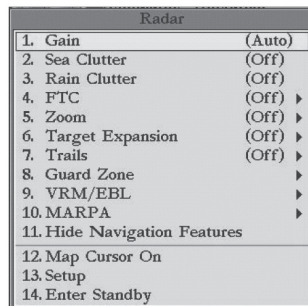 Radar
1. Gain (Auto)
2. Sea Clutter (Off)
3. Rain Clutter (Off)
4. FTC (Off)
5. Zoom (Off)
6. Target Expansion (Off)
7. Trails (Off)
8. Guard Zone
9. VRM/EBL
10. MARPA
11. Hide Navigation Features
12. Map Cursor On
13. Setup
14. Enter Standby